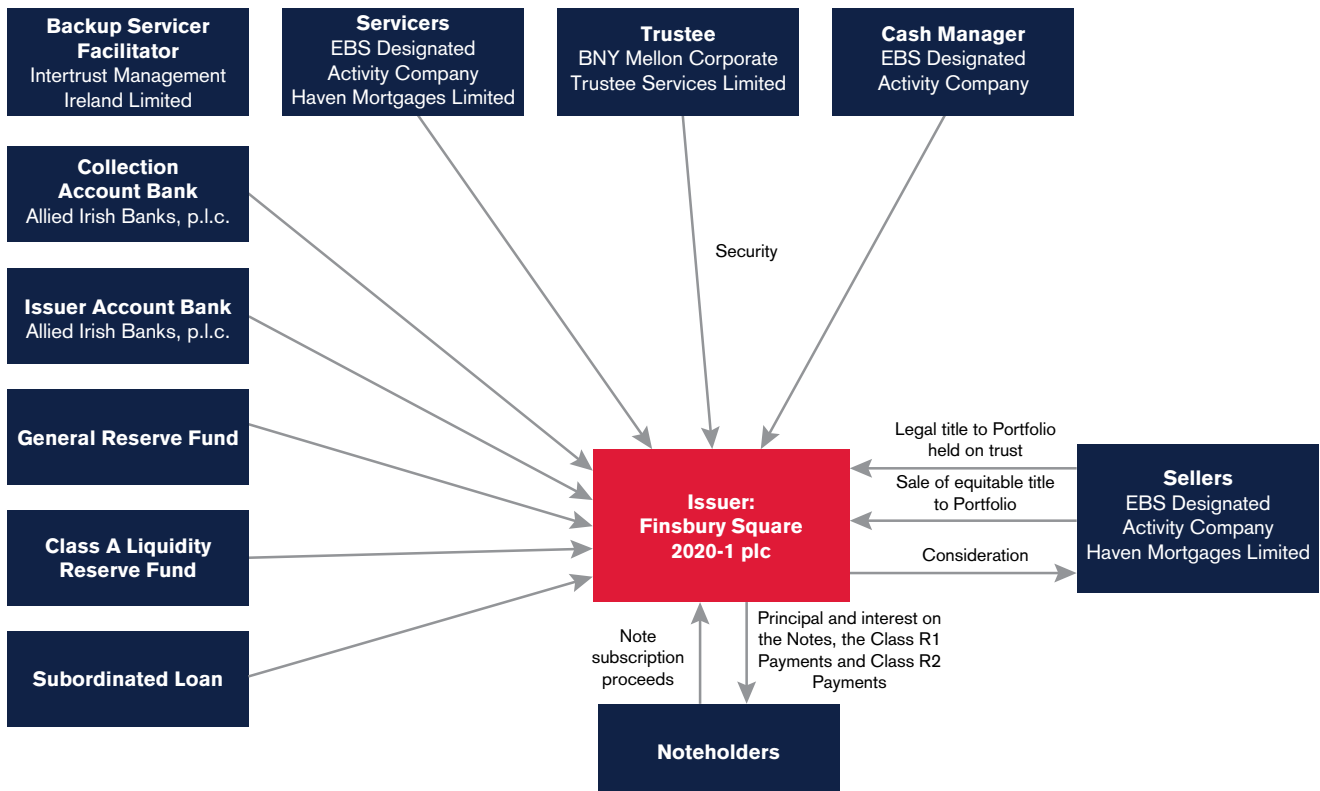 Backup Servicer
Facilitator
Intertrust Management
Ireland Limited
Servicers
EBS Designated
Activity Company
Haven Mortgages Limited
Trustee
BNY Mellon Corporate
Trustee Services Limited
Cash Manager
EBS Designated
Activity Company
Collection
Account Bank
Allied Irish Banks, p.l.c.
Security
Issuer Account Bank
Allied Irish Banks, p.l.c.
General Reserve Fund
Class A Liquidity
Reserve Fund
Subordinated Loan
Issuer:
Finsbury Square
2020-1 plc
Legal title to Portfolio
held on trust
Sale of equitable title
to Portfolio
Consideration
Sellers
EBS Designated
Activity Company
Haven Mortgages Limited
Note
subscription
proceeds
Principal and interest on
the Notes, the Class R1
Payments and Class R2
Payments
Noteholders